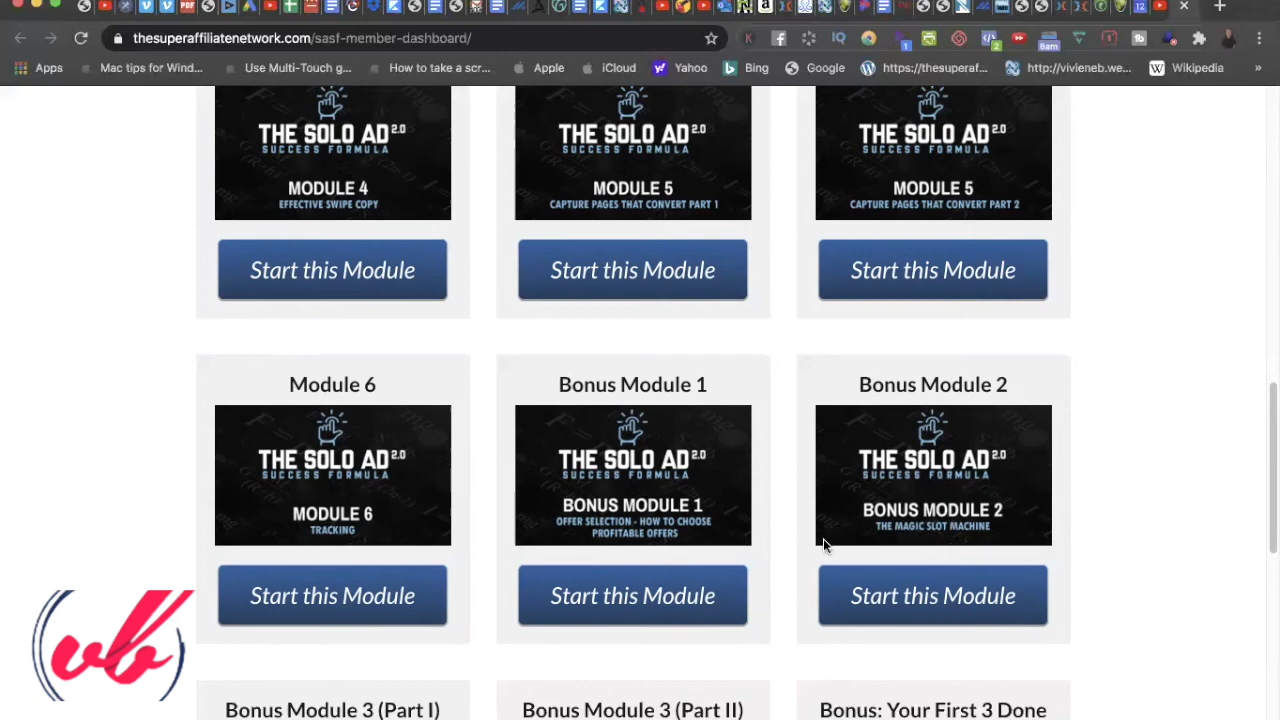 thesuperaffiliatenetwork.com/sasf-member-dashboard/
Apps Mac tips for Wind... Use Multi-Touch g... How to take a scr... Apple iCloud Yahoo Bing Google https://thesuperaf... http://vivieneb.we... Wikipedia »
THE SOLO AD 2.0
SUCCESS FORMULA
MODULE 4
EFFECTIVE SWIPE COPY
Start this Module
THE SOLO AD 2.0
SUCCESS FORMULA
MODULE 5
CAPTURE PAGES THAT CONVERT PART 1
Start this Module
THE SOLO AD 2.0
SUCCESS FORMULA
MODULE 5
CAPTURE PAGES THAT CONVERT PART 2
Start this Module
Module 6
THE SOLO AD 2.0
SUCCESS FORMULA
MODULE 6
TRACKING
Start this Module
Bonus Module 1
THE SOLO AD 2.0
SUCCESS FORMULA
BONUS MODULE 1
OFFER SELECTION - HOW TO CHOOSE
PROFITABLE OFFERS
Start this Module
Bonus Module 2
THE SOLO AD 2.0
SUCCESS FORMULA
BONUS MODULE 2
THE MAGIC SLOT MACHINE
Start this Module
vb
Bonus Module 3 (Part I)
Bonus Module 3 (Part II)
Bonus: Your First 3 Done